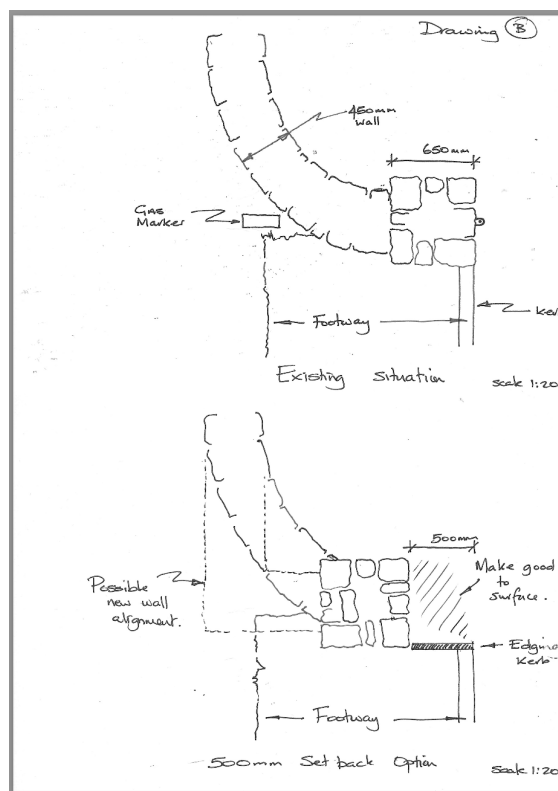 Drawing B
450mm
wall
650mm
Gas
Marker
Footway
Existing Situation
scale 1:20
500mm
Make good
to
surface.
Possible
new wall
alignment.
Kerb
Footway
500mm Set back Option
scale 1:20